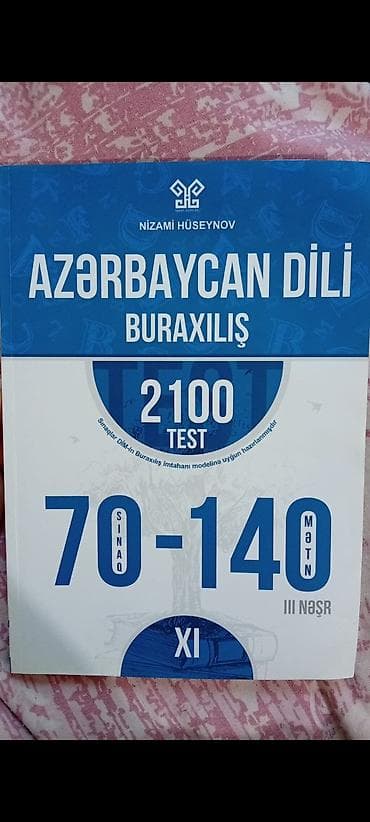 NİZAMİ HÜSEYNOV
AZƏRBAYCAN DİLİ
BURAXILIŞ
TEST
2100
TEST
Sınaqlar DİM-in Buraxılış imtahanı modelinə uyğun hazırlanmışdır
70 - 140
SINAQ
MƏTN
III NƏŞR
XI